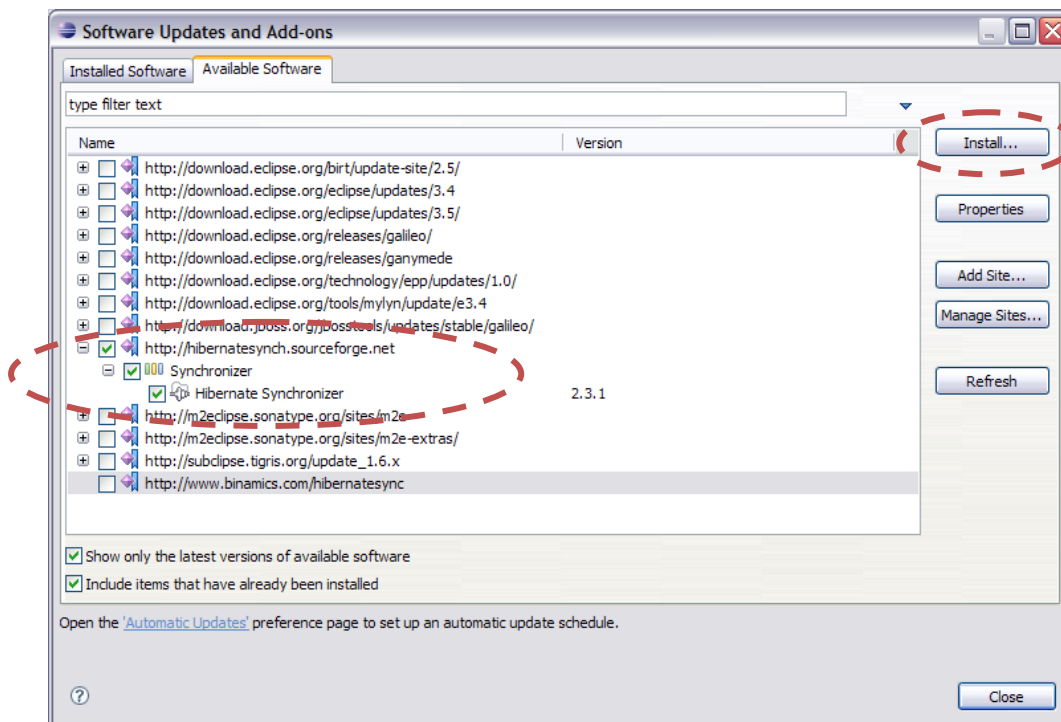 Software Updates and Add-ons
Installed Software Available Software
type filter text
Name Version
Install...
http://download.eclipse.org/birt/update-site/2.5/
http://download.eclipse.org/eclipse/updates/3.4
http://download.eclipse.org/eclipse/updates/3.5/
Properties
http://download.eclipse.org/releases/galileo/
http://download.eclipse.org/releases/ganymede
http://download.eclipse.org/technology/epp/updates/1.0/
Add Site...
http://download.eclipse.org/tools/mylyn/update/e3.4
Manage Sites...
http://download.jboss.org/jbosstools/updates/stable/galileo/
http://hibernatesynch.sourceforge.net
Synchronizer
Refresh
Hibernate Synchronizer 2.3.1
http://m2eclipse.sonatype.org/sites/m2e
http://m2eclipse.sonatype.org/sites/m2e-extras/
http://subclipse.tigris.org/update_1.6.x
http://www.binamics.com/hibernatesync
Show only the latest versions of available software
Include items that have already been installed
Open the 'Automatic Updates' preference page to set up an automatic update schedule.
?
Close